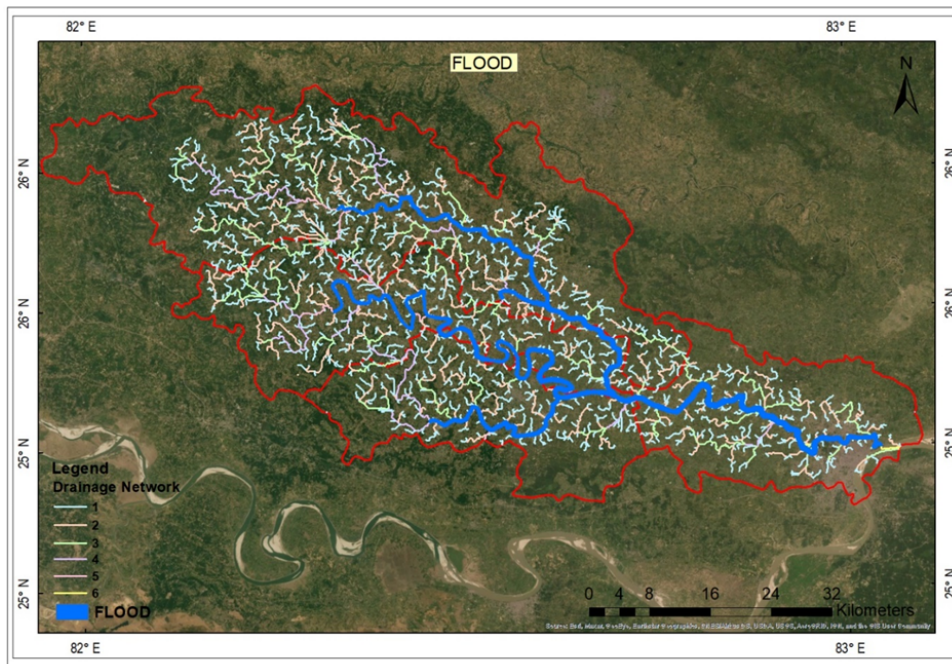 82° E
83° E
FLOOD
N
26° N
26° N
26° N
26° N
25° N
25° N
Legend
Drainage Network
1
2
3
4
5
6
FLOOD
25° N
25° N
0 4 8 16 24 32
Kilometers
82° E
83° E